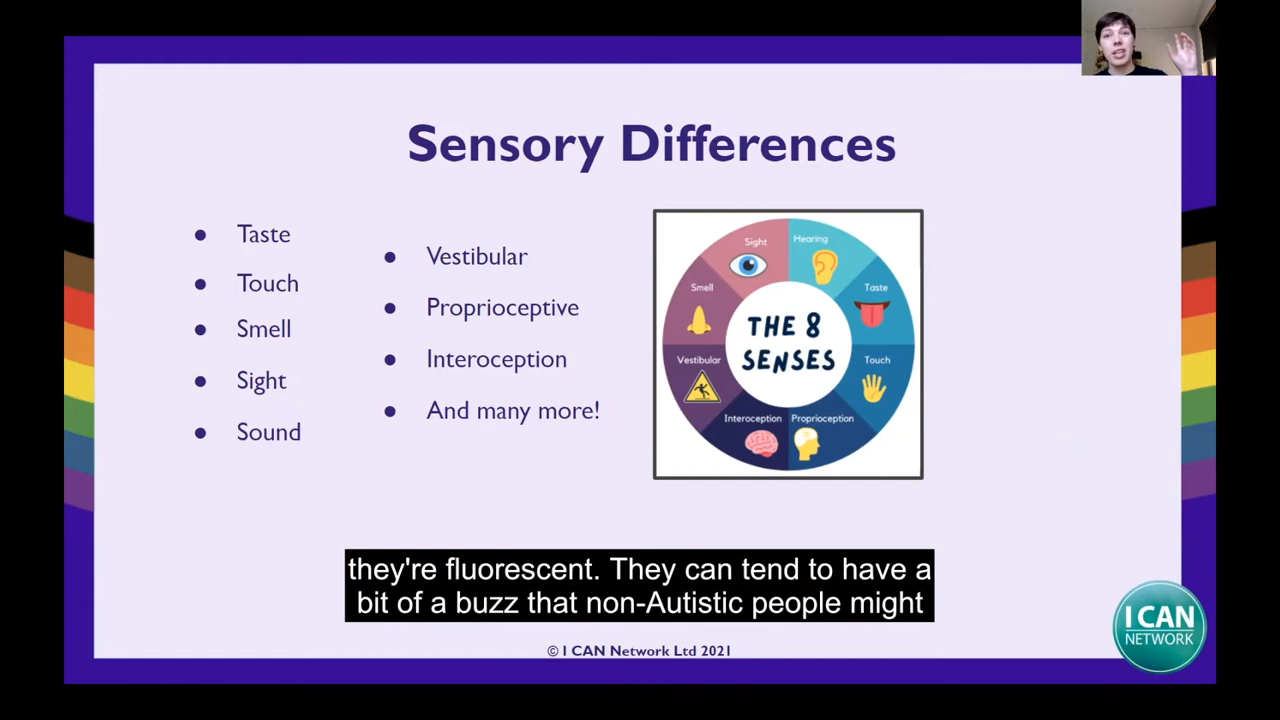 Sensory Differences
● Taste
● Touch
● Smell
● Sight
● Sound
● Vestibular
● Proprioceptive
● Interoception
● And many more!
Sight
Hearing
Smell
Taste
THE 8
SENSES
Vestibular
Touch
Interoception
Proprioception
they're fluorescent. They can tend to have a
bit of a buzz that non-Autistic people might
© I CAN Network Ltd 2021
I CAN
NETWORK